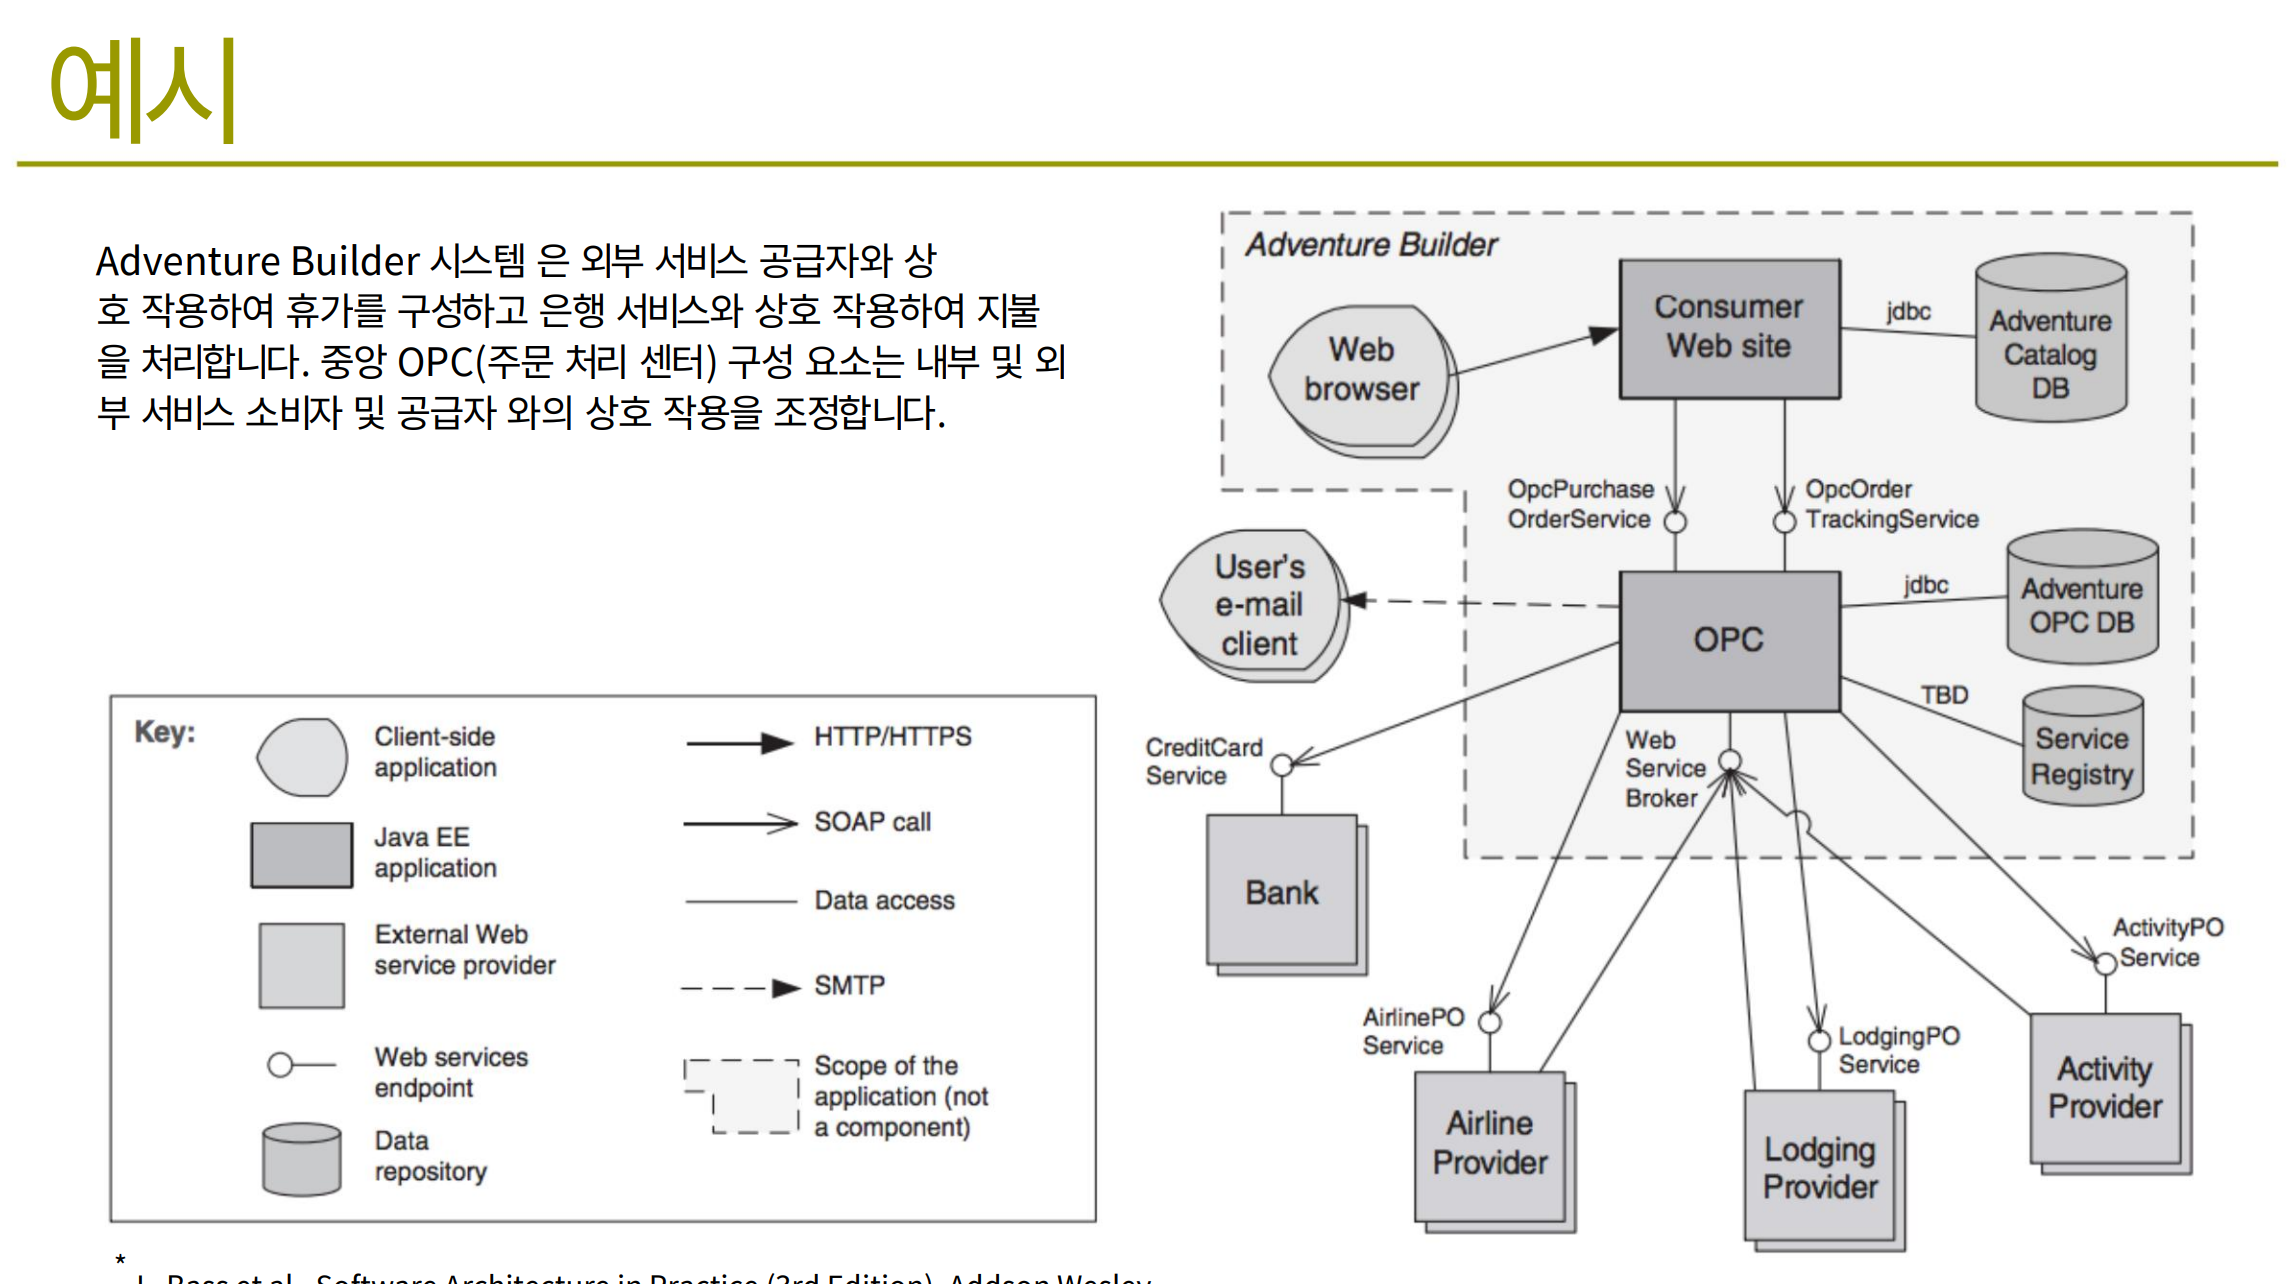 예시
Adventure Builder 시스템 은 외부 서비스 공급자와 상
호 작용하여 휴가를 구성하고 은행 서비스와 상호 작용하여 지불
을 처리합니다. 중앙 OPC(주문 처리 센터) 구성 요소는 내부 및 외
부 서비스 소비자 및 공급자 와의 상호 작용을 조정합니다.
Key:
Client-side
application
Java EE
application
External Web
service provider
Web services
endpoint
Data
repository
HTTP/HTTPS
SOAP call
Data access
SMTP
Scope of the
application (not
a component)
Adventure Builder
Web
browser
Consumer
Web site
jdbc
Adventure
Catalog
DB
OpcPurchase
OrderService
OpcOrder
TrackingService
User's
e-mail
client
OPC
jdbc
Adventure
OPC DB
TBD
Service
Registry
CreditCard
Service
Web
Service
Broker
Bank
AirlinePO
Service
Airline
Provider
LodgingPO
Service
Lodging
Provider
ActivityPO
Service
Activity
Provider
*
L. Bass et al., Software Architecture in Practice (3rd Edition), Addson Wesley